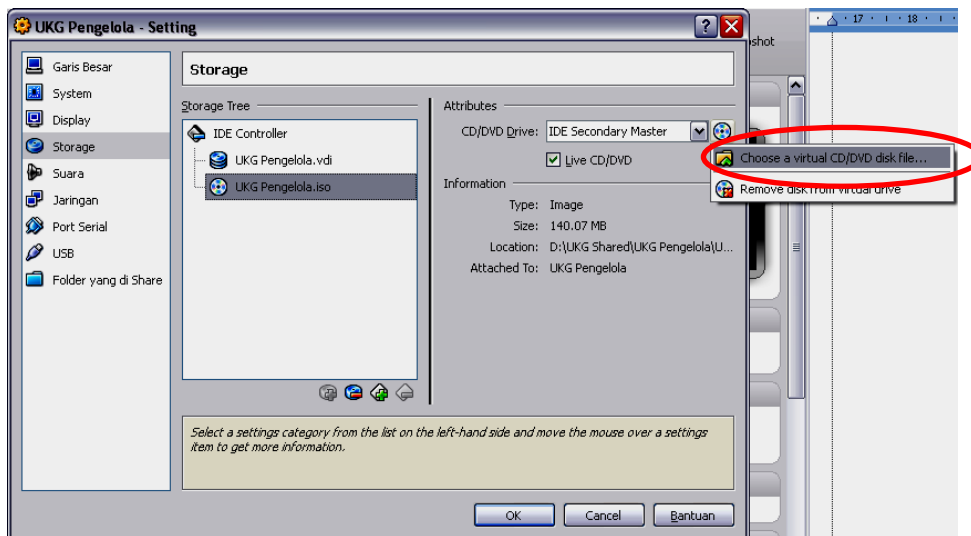 UKG Pengelola - Setting
pshot
17 18
Garis Besar
System
Display
Storage
Suara
Jaringan
Port Serial
USB
Folder yang di Share
Storage
Storage Tree
IDE Controller
UKG Pengelola.vdi
UKG Pengelola.iso
Attributes
CD/DVD Drive: IDE Secondary Master
Live CD/DVD
Choose a virtual CD/DVD disk file...
Remove disk from virtual drive
Information
Type: Image
Size: 140.07 MB
Location: D:\UKG Shared\UKG Pengelola\U...
Attached To: UKG Pengelola
Select a settings category from the list on the left-hand side and move the mouse over a settings
item to get more information.
OK Cancel Bantuan